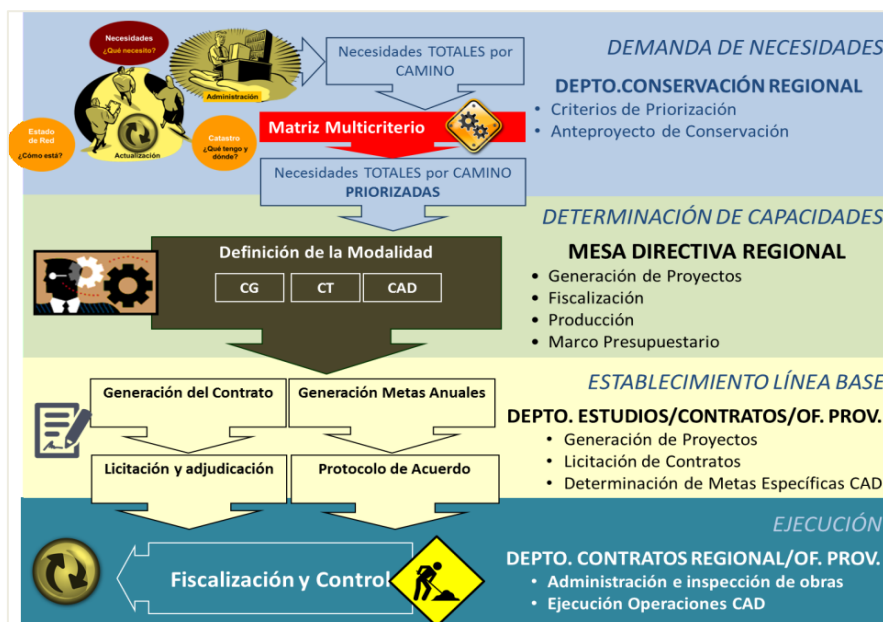 Necesidades
¿Qué necesito?
Administración
Estado
de Red
¿Cómo está?
Catastro
¿Qué tengo y
dónde?
Actualización
Necesidades TOTALES por
CAMINO
Matriz Multicriterio
Necesidades TOTALES por CAMINO
PRIORIZADAS
DEMANDA DE NECESIDADES
DEPTO.CONSERVACIÓN REGIONAL
• Criterios de Priorización
• Anteproyecto de Conservación
Definición de la Modalidad
CG
CT
CAD
DETERMINACIÓN DE CAPACIDADES
MESA DIRECTIVA REGIONAL
• Generación de Proyectos
• Fiscalización
• Producción
• Marco Presupuestario
Generación del Contrato
Generación Metas Anuales
Licitación y adjudicación
Protocolo de Acuerdo
ESTABLECIMIENTO LÍNEA BASE
DEPTO. ESTUDIOS/CONTRATOS/OF. PROV.
• Generación de Proyectos
• Licitación de Contratos
• Determinación de Metas Específicas CAD
Fiscalización y Control
EJECUCIÓN
DEPTO. CONTRATOS REGIONAL/OF. PROV.
• Administración e inspección de obras
• Ejecución Operaciones CAD